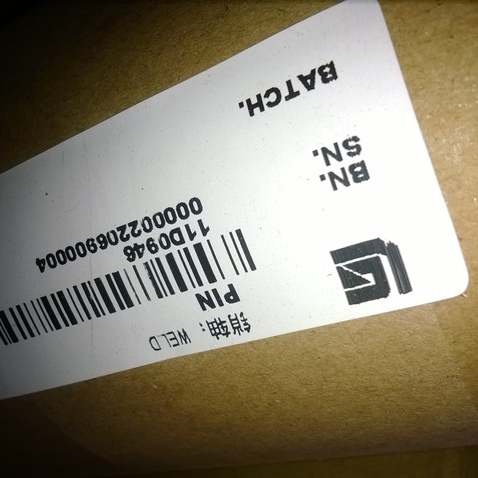 销轴：WELD
PIN
11D0946
000002206900004
BN.
SN.
BATCH.